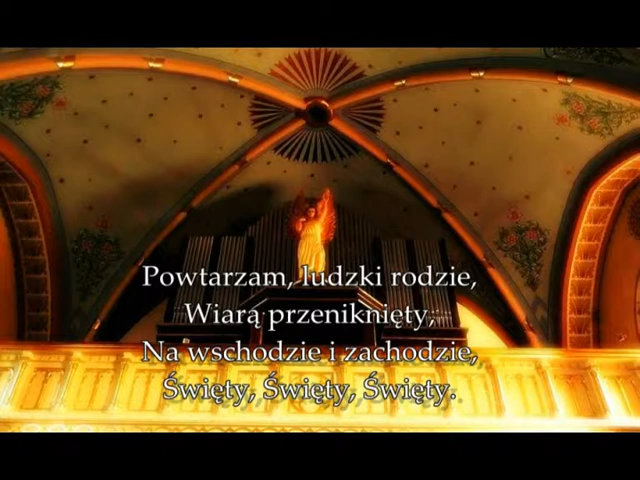 Powtarzam, ludzki rodzie,
Wiarą przeniknięty,
Na wschodzie i zachodzie,
Święty, Święty, Święty.